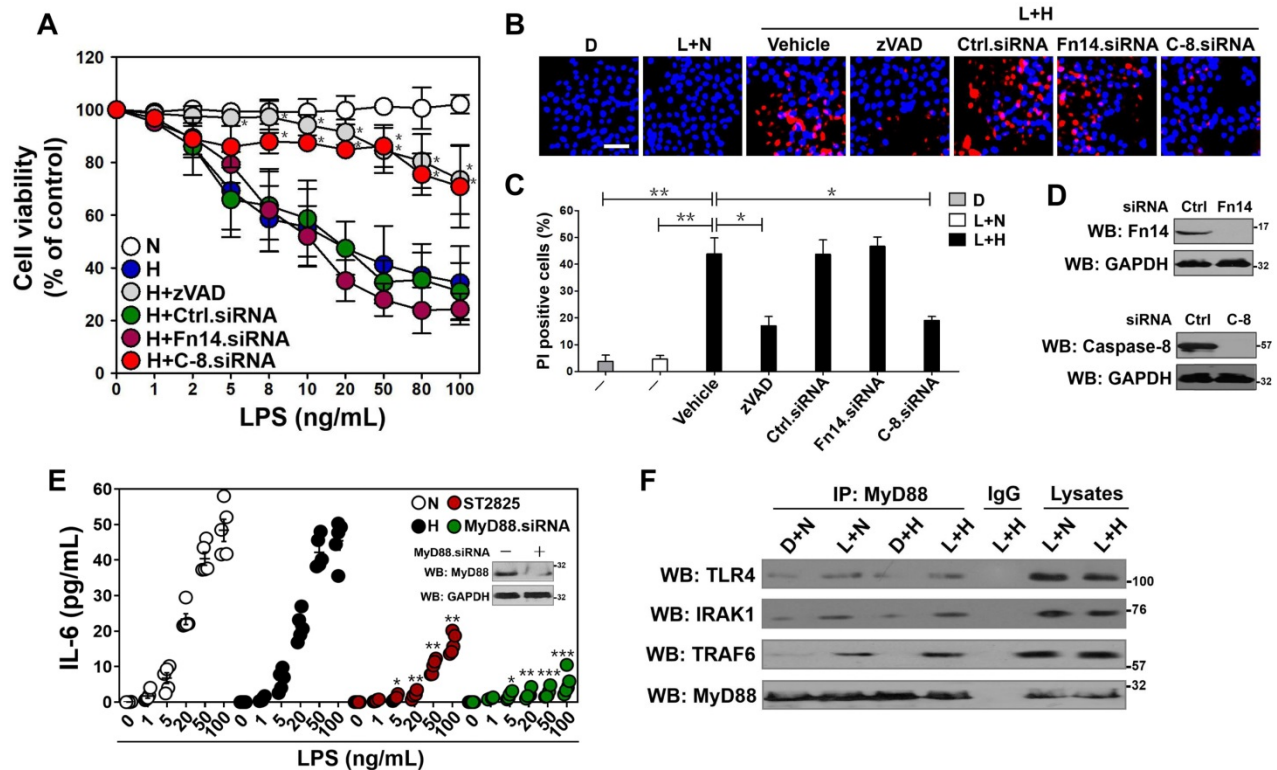 A
Cell viability
(% of control)
120
100
80
60
40
20
0
N
H
H+zVAD
H+Ctrl.siRNA
H+Fn14.siRNA
H+C-8.siRNA
* * * * * * * * * * * *
0 1 2 5 8 10 20 50 80 100
LPS (ng/mL)
B
L+H
D L+N Vehicle zVAD Ctrl.siRNA Fn14.siRNA C-8.siRNA
C
PI positive cells (%)
60
50
40
30
20
10
0
** *
** *
D
L+N
L+H
– – Vehicle zVAD Ctrl.siRNA Fn14.siRNA C-8.siRNA
D
siRNA Ctrl Fn14
WB: Fn14 -17
WB: GAPDH -32
siRNA Ctrl C-8
WB: Caspase-8 -57
WB: GAPDH -32
E
IL-6 (pg/mL)
60
50
40
30
20
10
0
N ST2825
H MyD88.siRNA
MyD88.siRNA – +
WB: MyD88 -32
WB: GAPDH -32
* ** ** ** * ** *** ***
0 1 5 20 50 100 0 1 5 20 50 100 0 1 5 20 50 100 0 1 5 20 50 100
LPS (ng/mL)
F
IP: MyD88 IgG Lysates
D+N L+N D+H L+H L+H L+N L+H
WB: TLR4 -100
WB: IRAK1 -76
WB: TRAF6 -57
WB: MyD88 -32